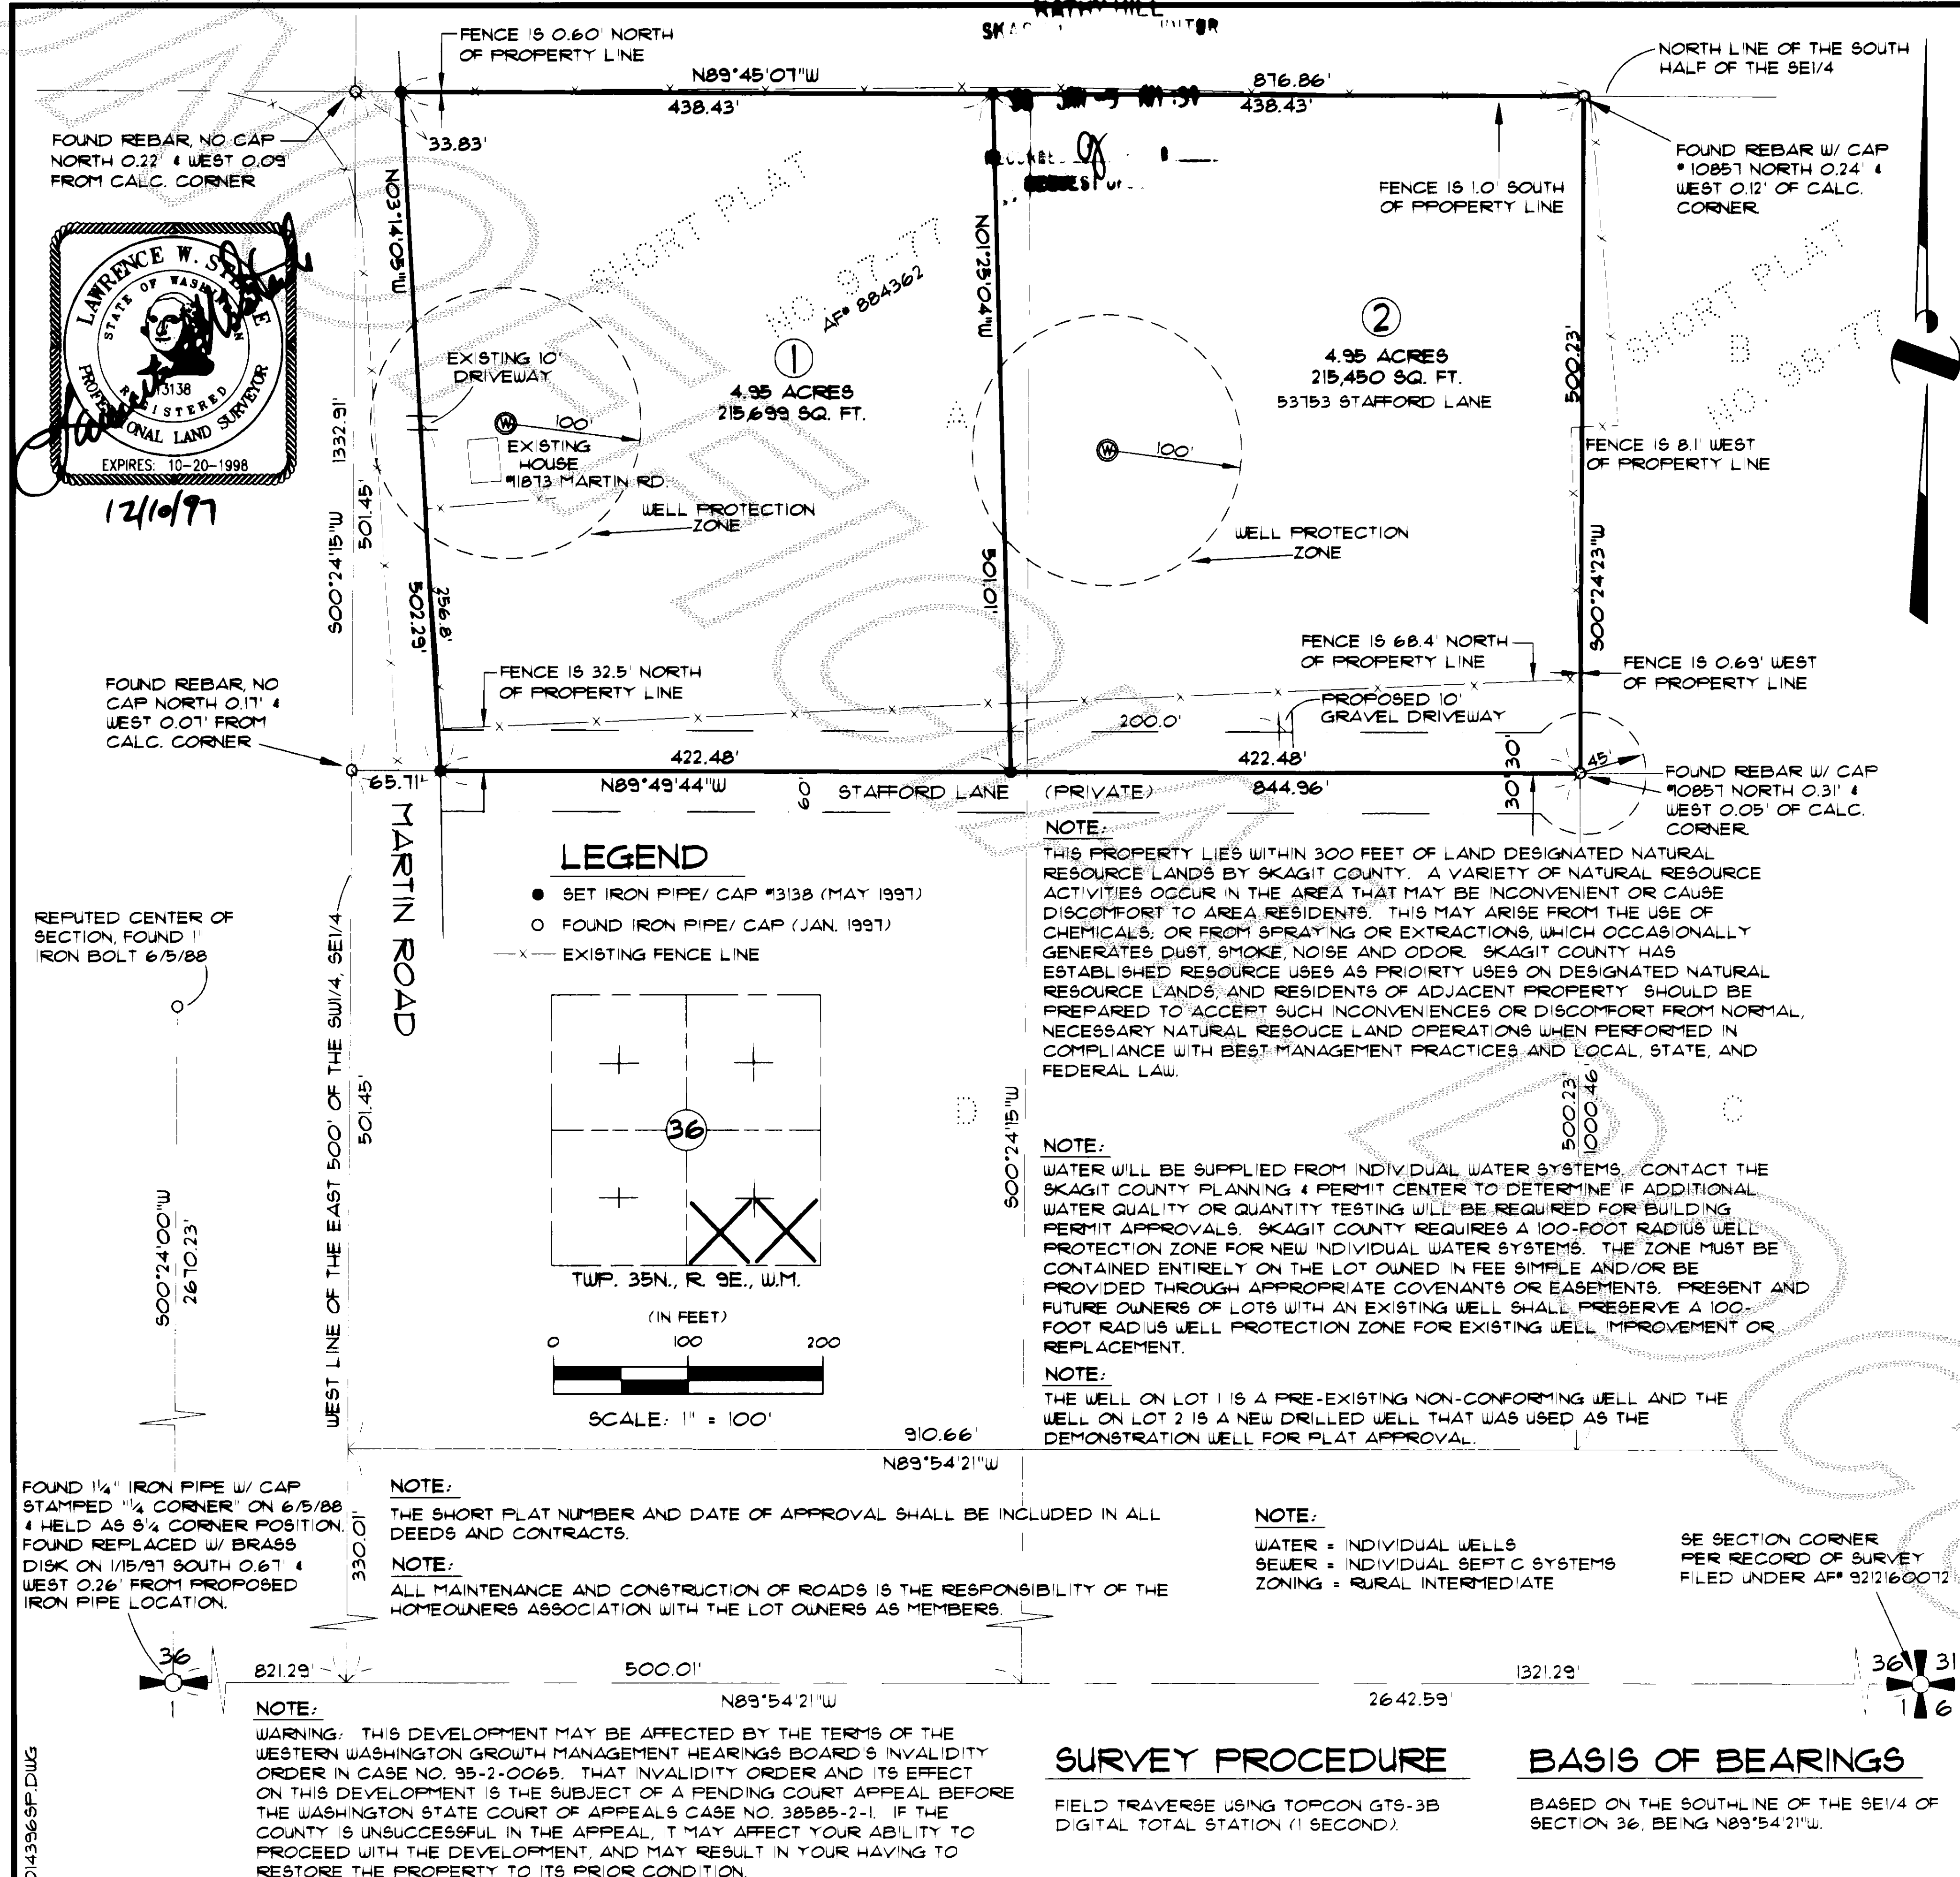 KATHY HILL
FENCE IS 0.60' NORTH
OF PROPERTY LINE
NORTH LINE OF THE SOUTH
HALF OF THE SE1/4
N89°45'07"W
876.86'
438.43'
438.43'
33.83'
FOUND REBAR, NO CAP
NORTH 0.22' & WEST 0.09'
FROM CALC. CORNER
FOUND REBAR W/ CAP
#10857 NORTH 0.24' &
WEST 0.12' OF CALC.
CORNER
FENCE IS 1.0' SOUTH
OF PROPERTY LINE
LAWRENCE W.
STATE OF WASHINGTON
13138
REGISTERED
PROFESSIONAL LAND SURVEYOR
EXPIRES: 10-20-1998
12/10/97
N03°14'03"W
N01°25'04"W
SHORT PLAT
NO 97-77
AF# 884362
A
SHORT PLAT
B
NO. 98-77
EXISTING 10'
DRIVEWAY
1
4.95 ACRES
215,699 SQ. FT.
2
4.95 ACRES
215,450 SQ. FT.
53753 STAFFORD LANE
500.23'
W
100'
EXISTING
HOUSE
#11873 MARTIN RD.
W
100'
FENCE IS 8.1' WEST
OF PROPERTY LINE
WELL PROTECTION
ZONE
WELL PROTECTION
ZONE
1332.91'
S00°24'15"W
501.45'
502.29'
256.8'
501.01'
S00°24'23"W
FENCE IS 32.5' NORTH
OF PROPERTY LINE
FENCE IS 68.4' NORTH
OF PROPERTY LINE
FENCE IS 0.69' WEST
OF PROPERTY LINE
FOUND REBAR, NO
CAP NORTH 0.17' &
WEST 0.07' FROM
CALC. CORNER
PROPOSED 10'
GRAVEL DRIVEWAY
200.0'
422.48'
422.48'
65.71'
N89°49'44"W
60'
STAFFORD LANE (PRIVATE)
844.96'
30' 30'
45'
FOUND REBAR W/ CAP
#10857 NORTH 0.31' &
WEST 0.05' OF CALC.
CORNER
MARTIN ROAD
LEGEND
SET IRON PIPE/ CAP #13138 (MAY 1997)
FOUND IRON PIPE/ CAP (JAN. 1997)
—x— EXISTING FENCE LINE
NOTE:
THIS PROPERTY LIES WITHIN 300 FEET OF LAND DESIGNATED NATURAL
RESOURCE LANDS BY SKAGIT COUNTY. A VARIETY OF NATURAL RESOURCE
ACTIVITIES OCCUR IN THE AREA THAT MAY BE INCONVENIENT OR CAUSE
DISCOMFORT TO AREA RESIDENTS. THIS MAY ARISE FROM THE USE OF
CHEMICALS; OR FROM SPRAYING OR EXTRACTIONS, WHICH OCCASIONALLY
GENERATES DUST, SMOKE, NOISE AND ODOR. SKAGIT COUNTY HAS
ESTABLISHED RESOURCE USES AS PRIOIRTY USES ON DESIGNATED NATURAL
RESOURCE LANDS, AND RESIDENTS OF ADJACENT PROPERTY SHOULD BE
PREPARED TO ACCEPT SUCH INCONVENIENCES OR DISCOMFORT FROM NORMAL,
NECESSARY NATURAL RESOUCE LAND OPERATIONS WHEN PERFORMED IN
COMPLIANCE WITH BEST MANAGEMENT PRACTICES AND LOCAL, STATE, AND
FEDERAL LAW.
REPUTED CENTER OF
SECTION, FOUND 1"
IRON BOLT 6/5/88
S00°24'00"W
2670.23'
WEST LINE OF THE EAST 500' OF THE SW1/4, SE1/4
501.45'
36
TWP. 35N., R. 9E., W.M.
(IN FEET)
0 100 200
SCALE: 1" = 100'
D
S00°24'15"W
500.23'
1000.46'
C
NOTE:
WATER WILL BE SUPPLIED FROM INDIVIDUAL WATER SYSTEMS. CONTACT THE
SKAGIT COUNTY PLANNING & PERMIT CENTER TO DETERMINE IF ADDITIONAL
WATER QUALITY OR QUANTITY TESTING WILL BE REQUIRED FOR BUILDING
PERMIT APPROVALS. SKAGIT COUNTY REQUIRES A 100-FOOT RADIUS WELL
PROTECTION ZONE FOR NEW INDIVIDUAL WATER SYSTEMS. THE ZONE MUST BE
CONTAINED ENTIRELY ON THE LOT OWNED IN FEE SIMPLE AND/OR BE
PROVIDED THROUGH APPROPRIATE COVENANTS OR EASEMENTS. PRESENT AND
FUTURE OWNERS OF LOTS WITH AN EXISTING WELL SHALL PRESERVE A 100-
FOOT RADIUS WELL PROTECTION ZONE FOR EXISTING WELL IMPROVEMENT OR
REPLACEMENT.
NOTE:
THE WELL ON LOT 1 IS A PRE-EXISTING NON-CONFORMING WELL AND THE
WELL ON LOT 2 IS A NEW DRILLED WELL THAT WAS USED AS THE
DEMONSTRATION WELL FOR PLAT APPROVAL.
910.66'
N89°54'21"W
FOUND 1¼" IRON PIPE W/ CAP
STAMPED "¼ CORNER" ON 6/5/88
& HELD AS S¼ CORNER POSITION.
FOUND REPLACED W/ BRASS
DISK ON 1/15/97 SOUTH 0.67' &
WEST 0.26' FROM PROPOSED
IRON PIPE LOCATION.
330.01'
NOTE:
THE SHORT PLAT NUMBER AND DATE OF APPROVAL SHALL BE INCLUDED IN ALL
DEEDS AND CONTRACTS.
NOTE:
ALL MAINTENANCE AND CONSTRUCTION OF ROADS IS THE RESPONSIBILITY OF THE
HOMEOWNERS ASSOCIATION WITH THE LOT OWNERS AS MEMBERS.
NOTE:
WATER = INDIVIDUAL WELLS
SEWER = INDIVIDUAL SEPTIC SYSTEMS
ZONING = RURAL INTERMEDIATE
SE SECTION CORNER
PER RECORD OF SURVEY
FILED UNDER AF# 9212160072
36
1
821.29'
500.01'
1321.29'
N89°54'21"W
2642.59'
36 31
1 6
NOTE:
WARNING: THIS DEVELOPMENT MAY BE AFFECTED BY THE TERMS OF THE
WESTERN WASHINGTON GROWTH MANAGEMENT HEARINGS BOARD'S INVALIDITY
ORDER IN CASE NO. 95-2-0065. THAT INVALIDITY ORDER AND ITS EFFECT
ON THIS DEVELOPMENT IS THE SUBJECT OF A PENDING COURT APPEAL BEFORE
THE WASHINGTON STATE COURT OF APPEALS CASE NO. 38585-2-1. IF THE
COUNTY IS UNSUCCESSFUL IN THE APPEAL, IT MAY AFFECT YOUR ABILITY TO
PROCEED WITH THE DEVELOPMENT, AND MAY RESULT IN YOUR HAVING TO
RESTORE THE PROPERTY TO ITS PRIOR CONDITION.
SURVEY PROCEDURE
FIELD TRAVERSE USING TOPCON GTS-3B
DIGITAL TOTAL STATION (1 SECOND).
BASIS OF BEARINGS
BASED ON THE SOUTHLINE OF THE SE1/4 OF
SECTION 36, BEING N89°54'21"W.
014396SP.DWG
UNOFFICIAL DOC